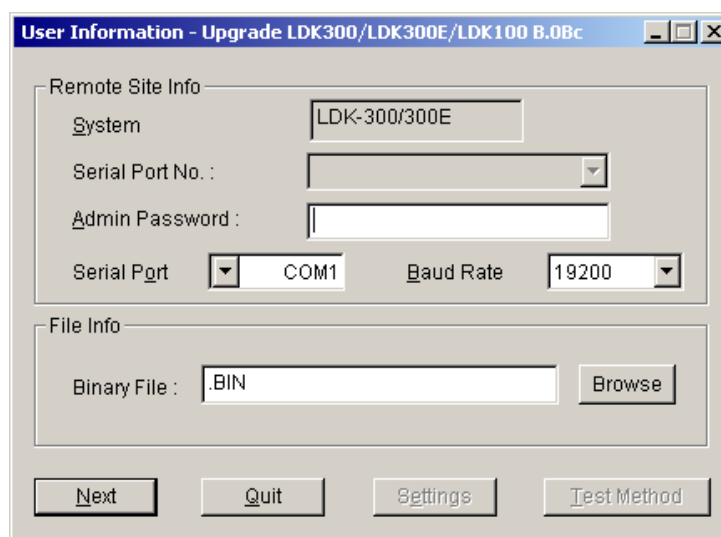 User Information - Upgrade LDK300/LDK300E/LDK100 B.0Bc
Remote Site Info
System LDK-300/300E
Serial Port No. :
Admin Password :
Serial Port COM1 Baud Rate 19200
File Info
Binary File : .BIN Browse
Next Quit Settings Test Method